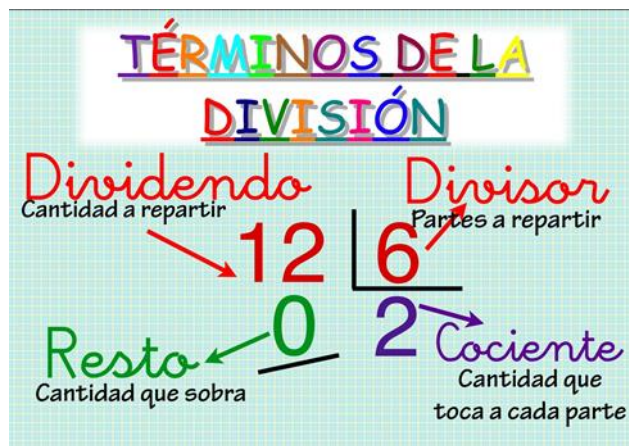 TÉRMINOS DE LA
DIVISIÓN
Dividendo
Cantidad a repartir
Divisor
Partes a repartir
12 6
0 2
Resto
Cantidad que sobra
Cociente
Cantidad que
toca a cada parte